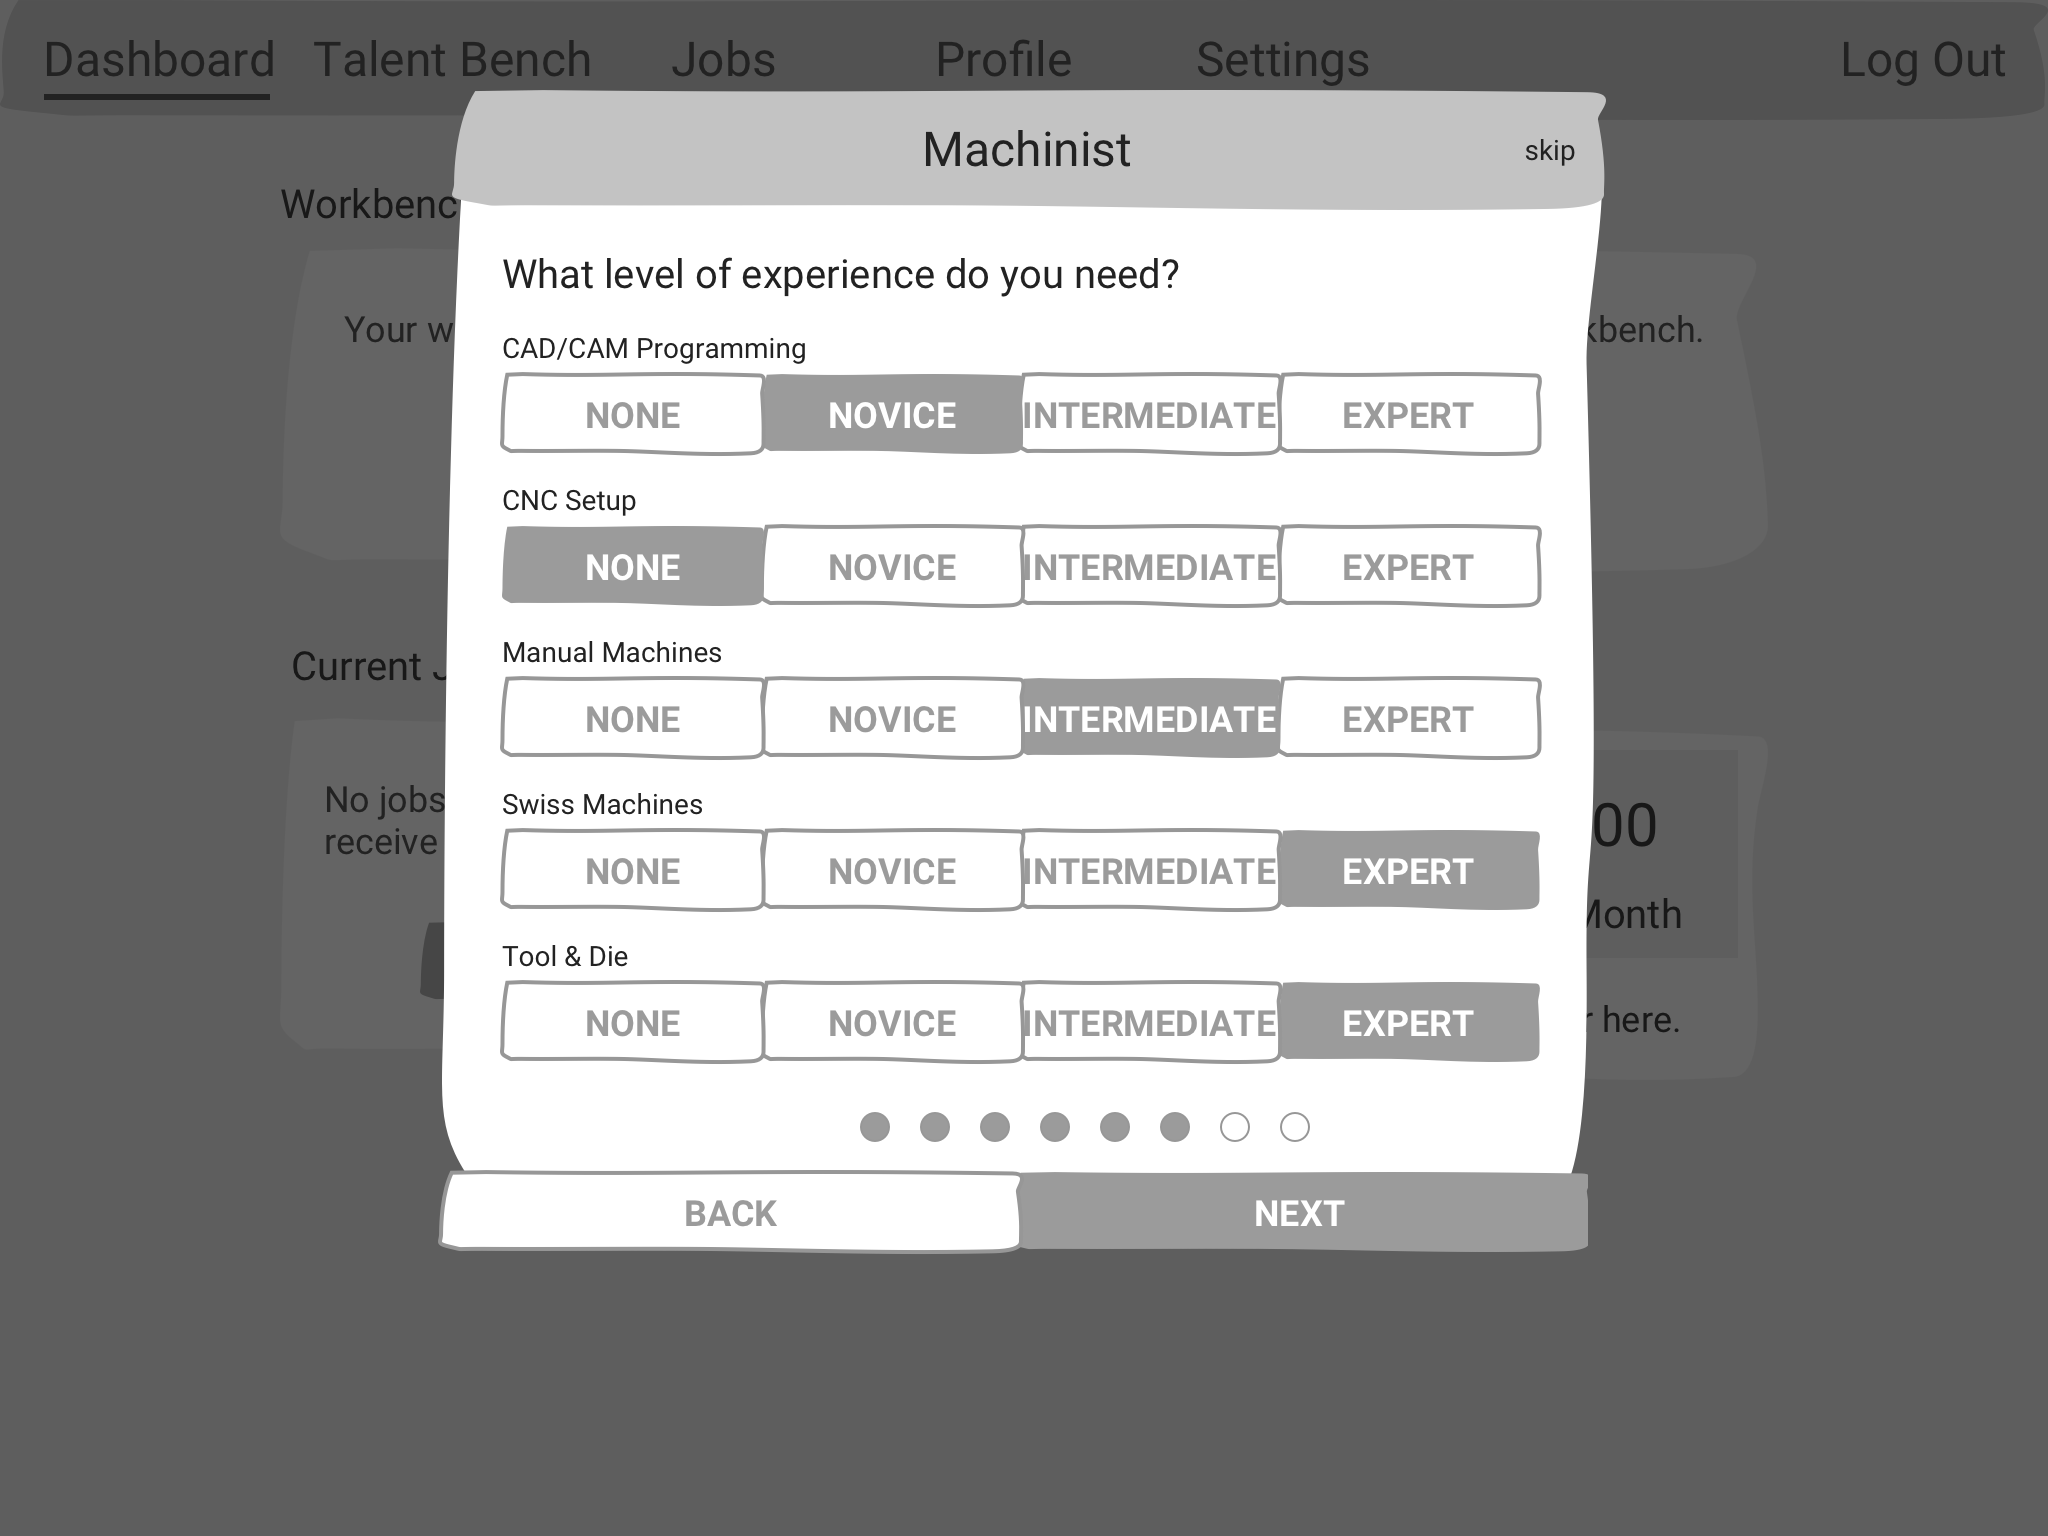 Dashboard Talent Bench Jobs Profile Settings Log Out
Machinist skip
What level of experience do you need?
CAD/CAM Programming
NONE NOVICE INTERMEDIATE EXPERT
CNC Setup
NONE NOVICE INTERMEDIATE EXPERT
Manual Machines
NONE NOVICE INTERMEDIATE EXPERT
Swiss Machines
NONE NOVICE INTERMEDIATE EXPERT
Tool & Die
NONE NOVICE INTERMEDIATE EXPERT
BACK NEXT
Your
Current
No jobs
receive 00
Month
here.